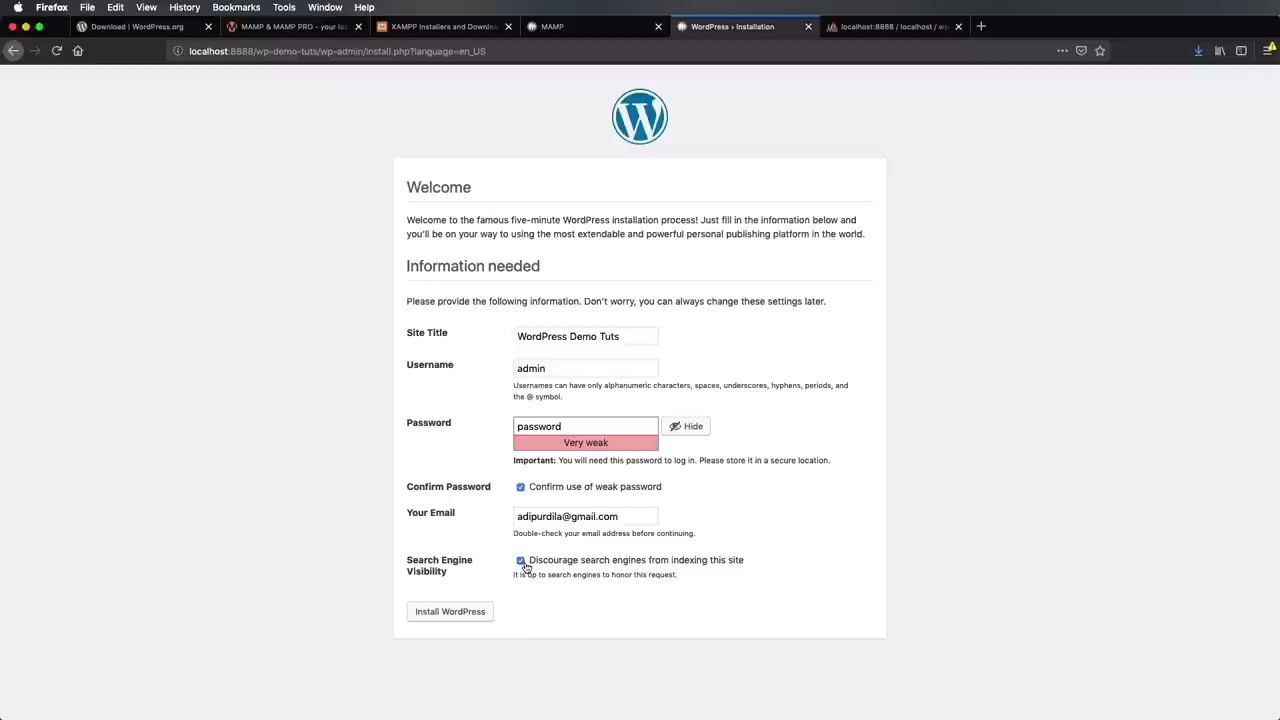 Firefox File Edit View History Bookmarks Tools Window Help
Download | WordPress.org
MAMP & MAMP PRO - your lo
XAMPP Installers and Downlo
MAMP
WordPress › Installation
localhost:8888 / localhost / w
localhost:8888/wp-demo-tuts/wp-admin/install.php?language=en_US
Welcome
Welcome to the famous five-minute WordPress installation process! Just fill in the information below and
you'll be on your way to using the most extendable and powerful personal publishing platform in the world.
Information needed
Please provide the following information. Don't worry, you can always change these settings later.
Site Title
WordPress Demo Tuts
Username
admin
Usernames can have only alphanumeric characters, spaces, underscores, hyphens, periods, and
the @ symbol.
Password
password
Hide
Very weak
Important: You will need this password to log in. Please store it in a secure location.
Confirm Password
Confirm use of weak password
Your Email
adipurdila@gmail.com
Double-check your email address before continuing.
Search Engine
Visibility
Discourage search engines from indexing this site
It is up to search engines to honor this request.
Install WordPress